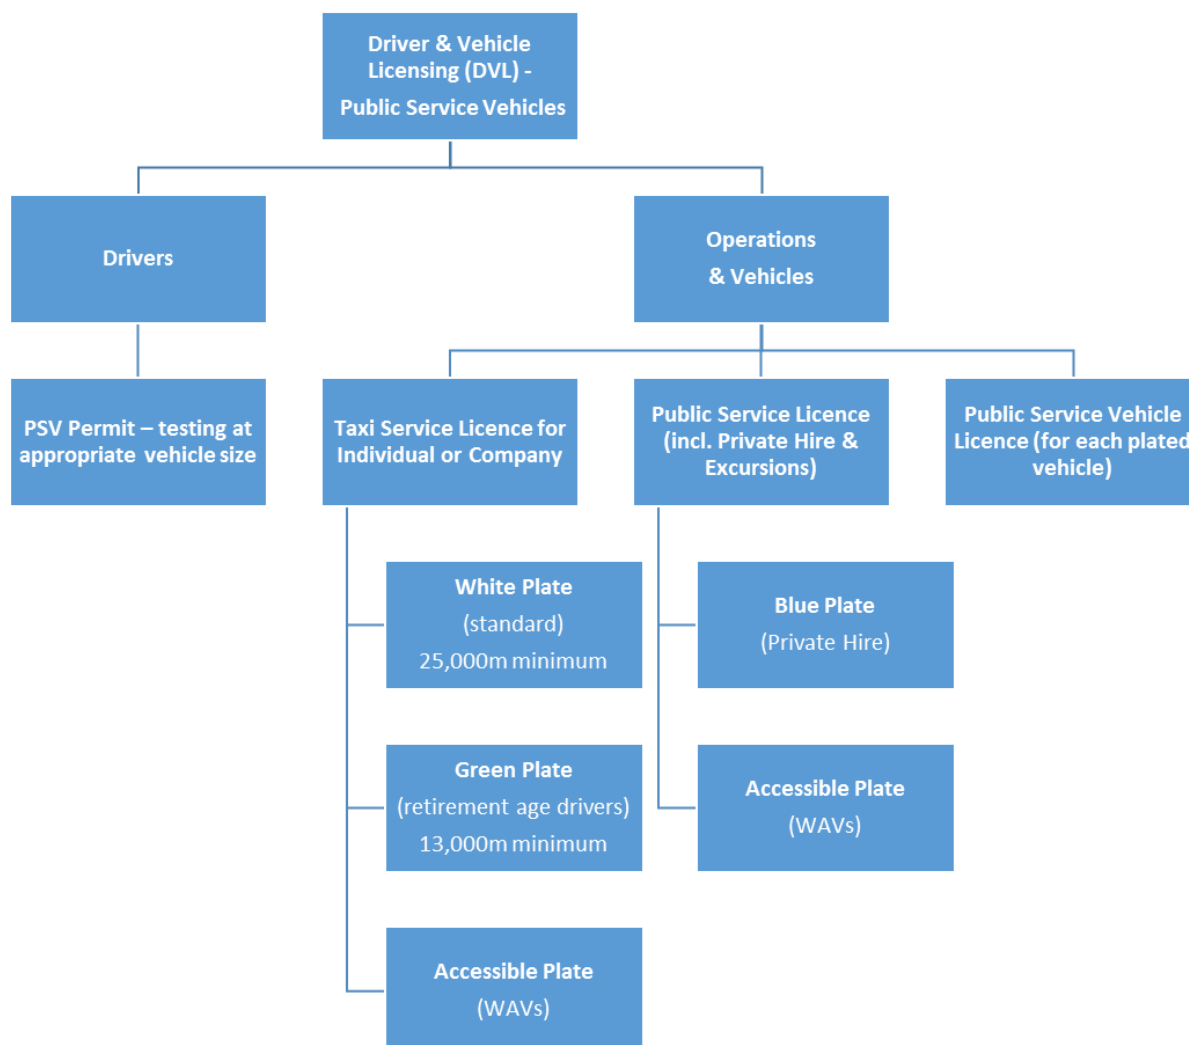 Driver & Vehicle
Licensing (DVL) -
Public Service Vehicles
Drivers
Operations
& Vehicles
PSV Permit – testing at
appropriate vehicle size
Taxi Service Licence for
Individual or Company
Public Service Licence
(incl. Private Hire &
Excursions)
Public Service Vehicle
Licence (for each plated
vehicle)
White Plate
(standard)
25,000m minimum
Blue Plate
(Private Hire)
Green Plate
(retirement age drivers)
13,000m minimum
Accessible Plate
(WAVs)
Accessible Plate
(WAVs)